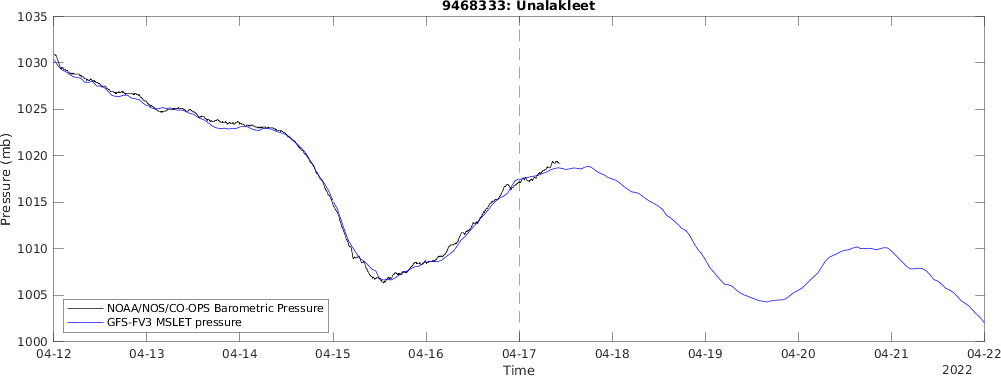 9468333: Unalakleet
Pressure (mb)
1035
1030
1025
1020
1015
1010
1005
1000
NOAA/NOS/CO-OPS Barometric Pressure
GFS-FV3 MSLET pressure
04-12 04-13 04-14 04-15 04-16 04-17 04-18 04-19 04-20 04-21 04-22
Time
2022